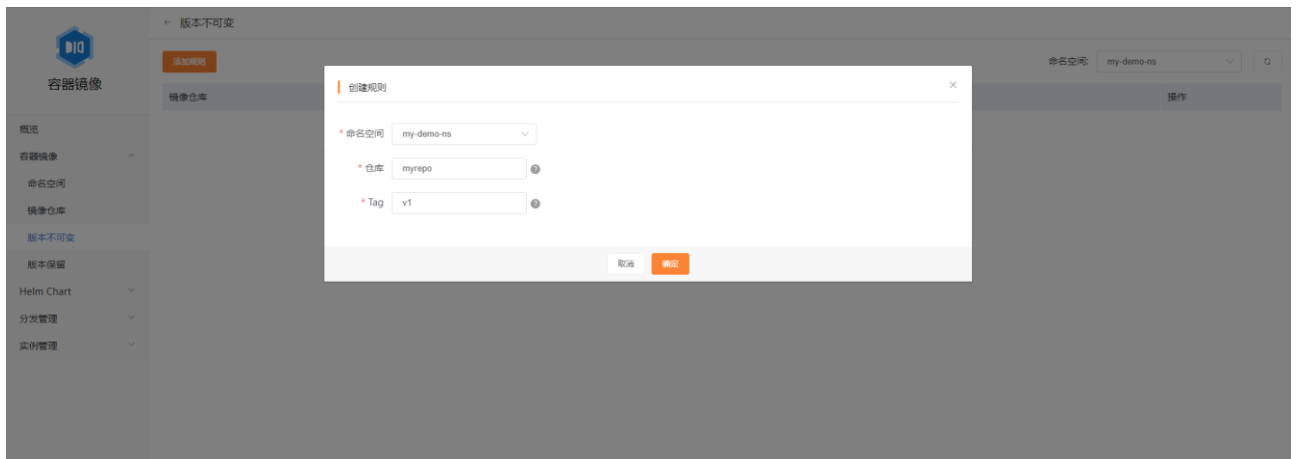 ← 版本不可变
容器镜像
添加规则
命名空间: my-demo-ns
镜像仓库
操作
概览
容器镜像
命名空间
镜像仓库
版本不可变
版本保留
Helm Chart
分发管理
实例管理
创建规则
* 命名空间 my-demo-ns
* 仓库 myrepo
* Tag v1
取消 确定